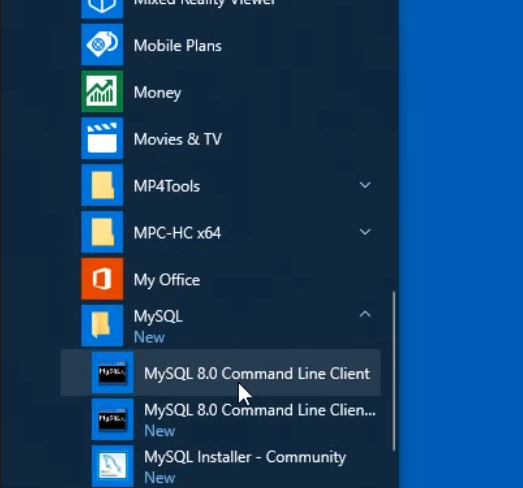 Mixed Reality Viewer
Mobile Plans
Money
Movies & TV
MP4Tools
MPC-HC x64
My Office
MySQL
New
MySQL 8.0 Command Line Client
MySQL 8.0 Command Line Clien...
New
MySQL Installer - Community
New